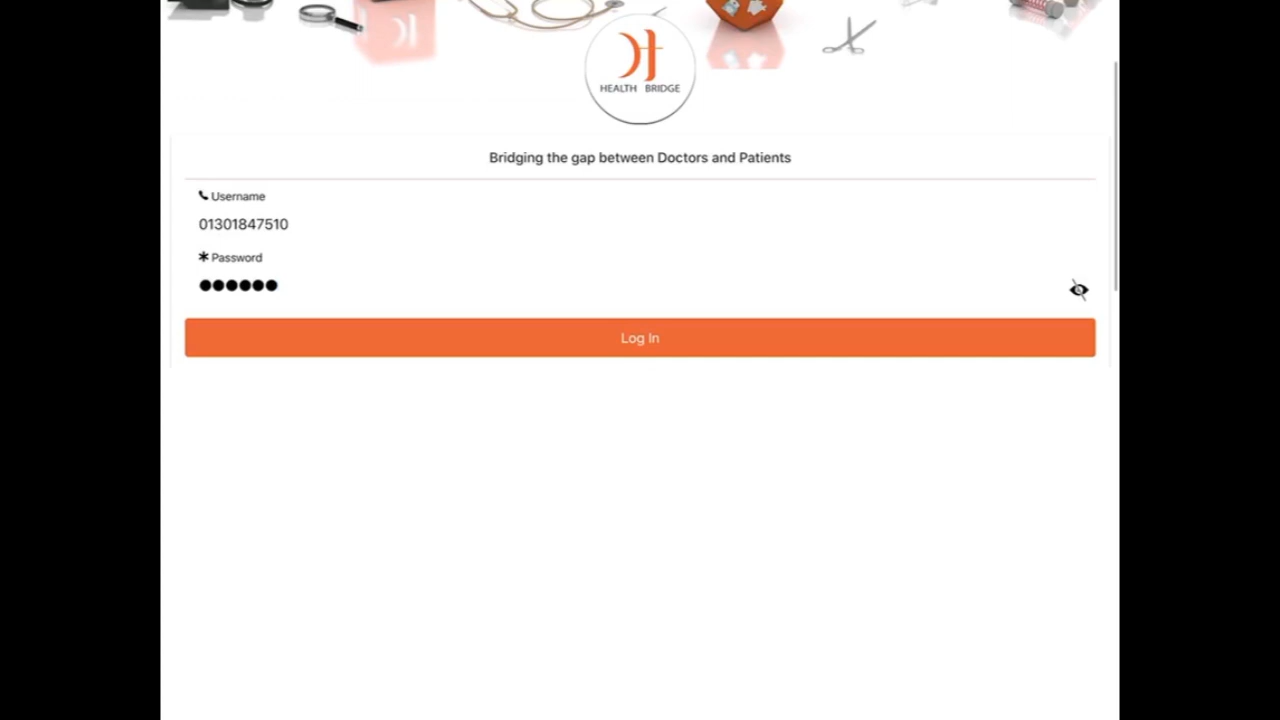 HEALTH BRIDGE
Bridging the gap between Doctors and Patients
Username
01301847510
Password
●●●●●●
Log In